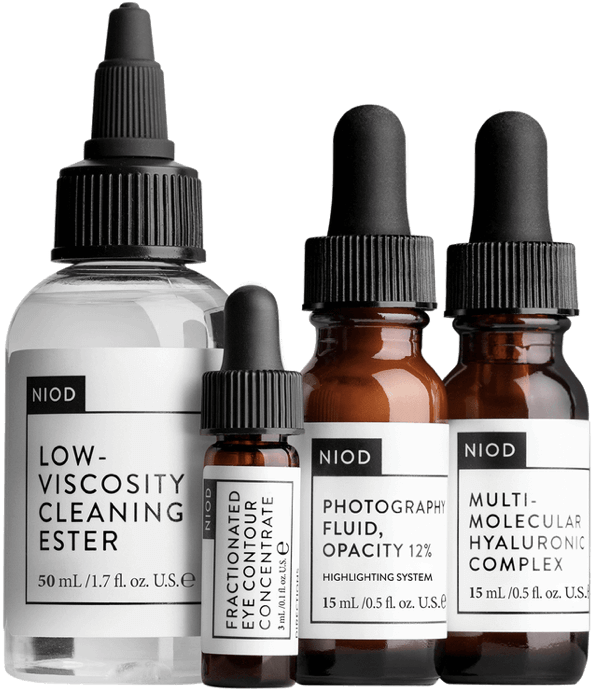 NIOD
LOW-
VISCOSITY
CLEANING
ESTER
50 mL /1.7 fl. oz. U.S.℮
NIOD
FRACTIONATED
EYE CONTOUR
CONCENTRATE
3 mL /0.1 fl. oz. U.S.℮
DIRECTIONS
NIOD
PHOTOGRAPHY
FLUID,
OPACITY 12%
HIGHLIGHTING SYSTEM
15 mL /0.5 fl. oz. U.S.℮
NIOD
MULTI-
MOLECULAR
HYALURONIC
COMPLEX
15 mL /0.5 fl. oz. U.S.℮